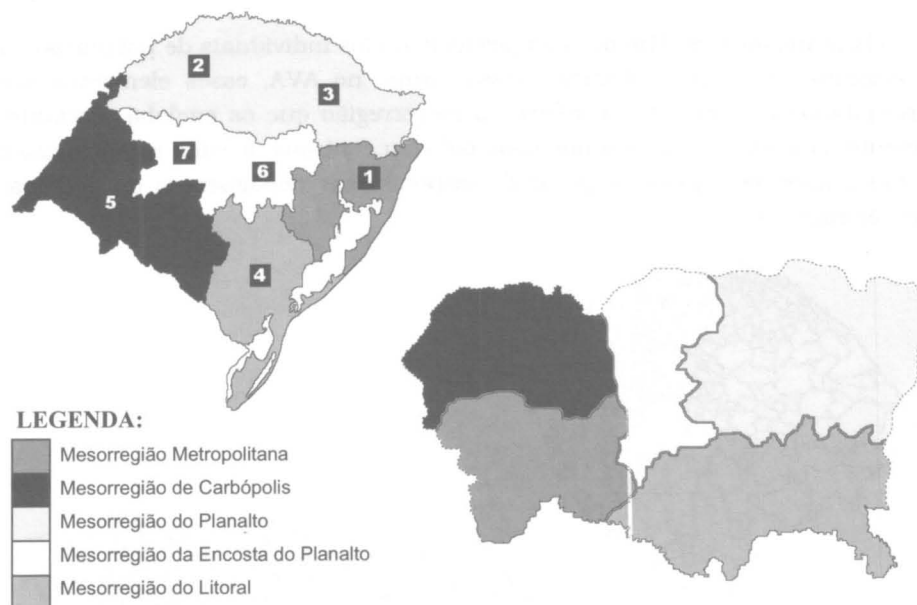 2
3
7
6
1
5
4
LEGENDA:
Mesorregião Metropolitana
Mesorregião de Carbópolis
Mesorregião do Planalto
Mesorregião da Encosta do Planalto
Mesorregião do Litoral